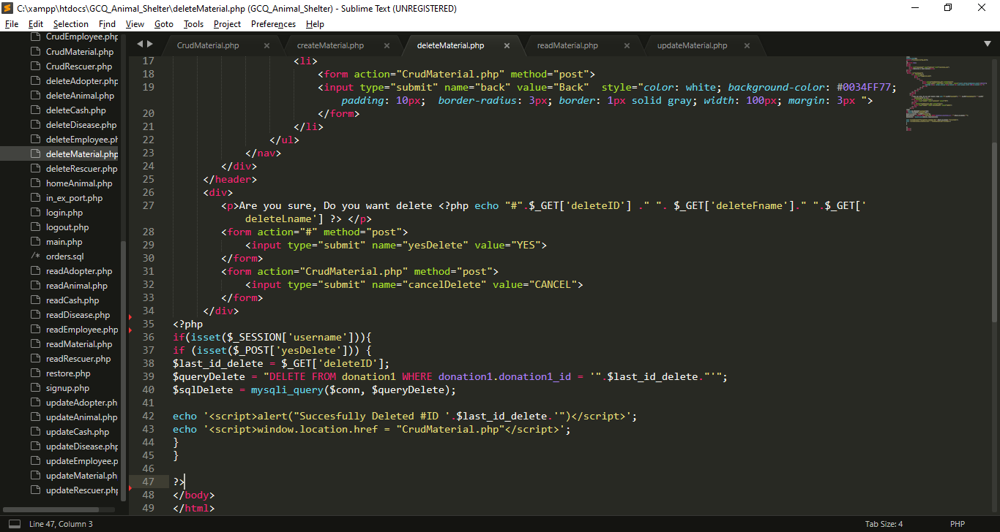 C:\xampp\htdocs\GCQ_Animal_Shelter\deleteMaterial.php (GCQ_Animal_Shelter) - Sublime Text (UNREGISTERED)
File Edit Selection Find View Goto Tools Project Preferences Help
CrudEmployee.php
CrudMaterial.php
CrudRescuer.php
deleteAdopter.php
deleteAnimal.php
deleteCash.php
deleteDisease.php
deleteEmployee.ph
deleteMaterial.php
deleteRescuer.php
homeAnimal.php
in_ex_port.php
login.php
logout.php
main.php
/* orders.sql
readAdopter.php
readAnimal.php
readCash.php
readDisease.php
readEmployee.php
readMaterial.php
readRescuer.php
restore.php
signup.php
updateAdopter.ph
updateAnimal.php
updateCash.php
updateDisease.php
updateEmployee.p
updateMaterial.ph
updateRescuer.php
CrudMaterial.php × createMaterial.php × deleteMaterial.php × readMaterial.php × updateMaterial.php ×
17 <li>
18 <form action="CrudMaterial.php" method="post">
19 <input type="submit" name="back" value="Back"  style="color: white; background-color: #0034FF77;
padding: 10px;  border-radius: 3px; border: 1px solid gray; width: 100px; margin: 3px ">
20 </form>
21 </li>
22 </ul>
23 </nav>
24 </div>
25 </header>
26 <div>
27 <p>Are you sure, Do you want delete <?php echo "#".$_GET['deleteID'] ." ". $_GET['deleteFname']." ".$_GET['
deleteLname'] ?> </p>
28 <form action="#" method="post">
29 <input type="submit" name="yesDelete" value="YES">
30 </form>
31 <form action="CrudMaterial.php" method="post">
32 <input type="submit" name="cancelDelete" value="CANCEL">
33 </form>
34 </div>
35 <?php
36 if(isset($_SESSION['username'])){
37 if (isset($_POST['yesDelete'])) {
38 $last_id_delete = $_GET['deleteID'];
39 $queryDelete = "DELETE FROM donation1 WHERE donation1.donation1_id = '".$last_id_delete."'";
40 $sqlDelete = mysqli_query($conn, $queryDelete);
41
42 echo '<script>alert("Succesfully Deleted #ID '.$last_id_delete.'")</script>';
43 echo '<script>window.location.href = "CrudMaterial.php"</script>';
44 }
45 }
46
47 ?>
48 </body>
49 </html>
Line 47, Column 3 Tab Size: 4 PHP